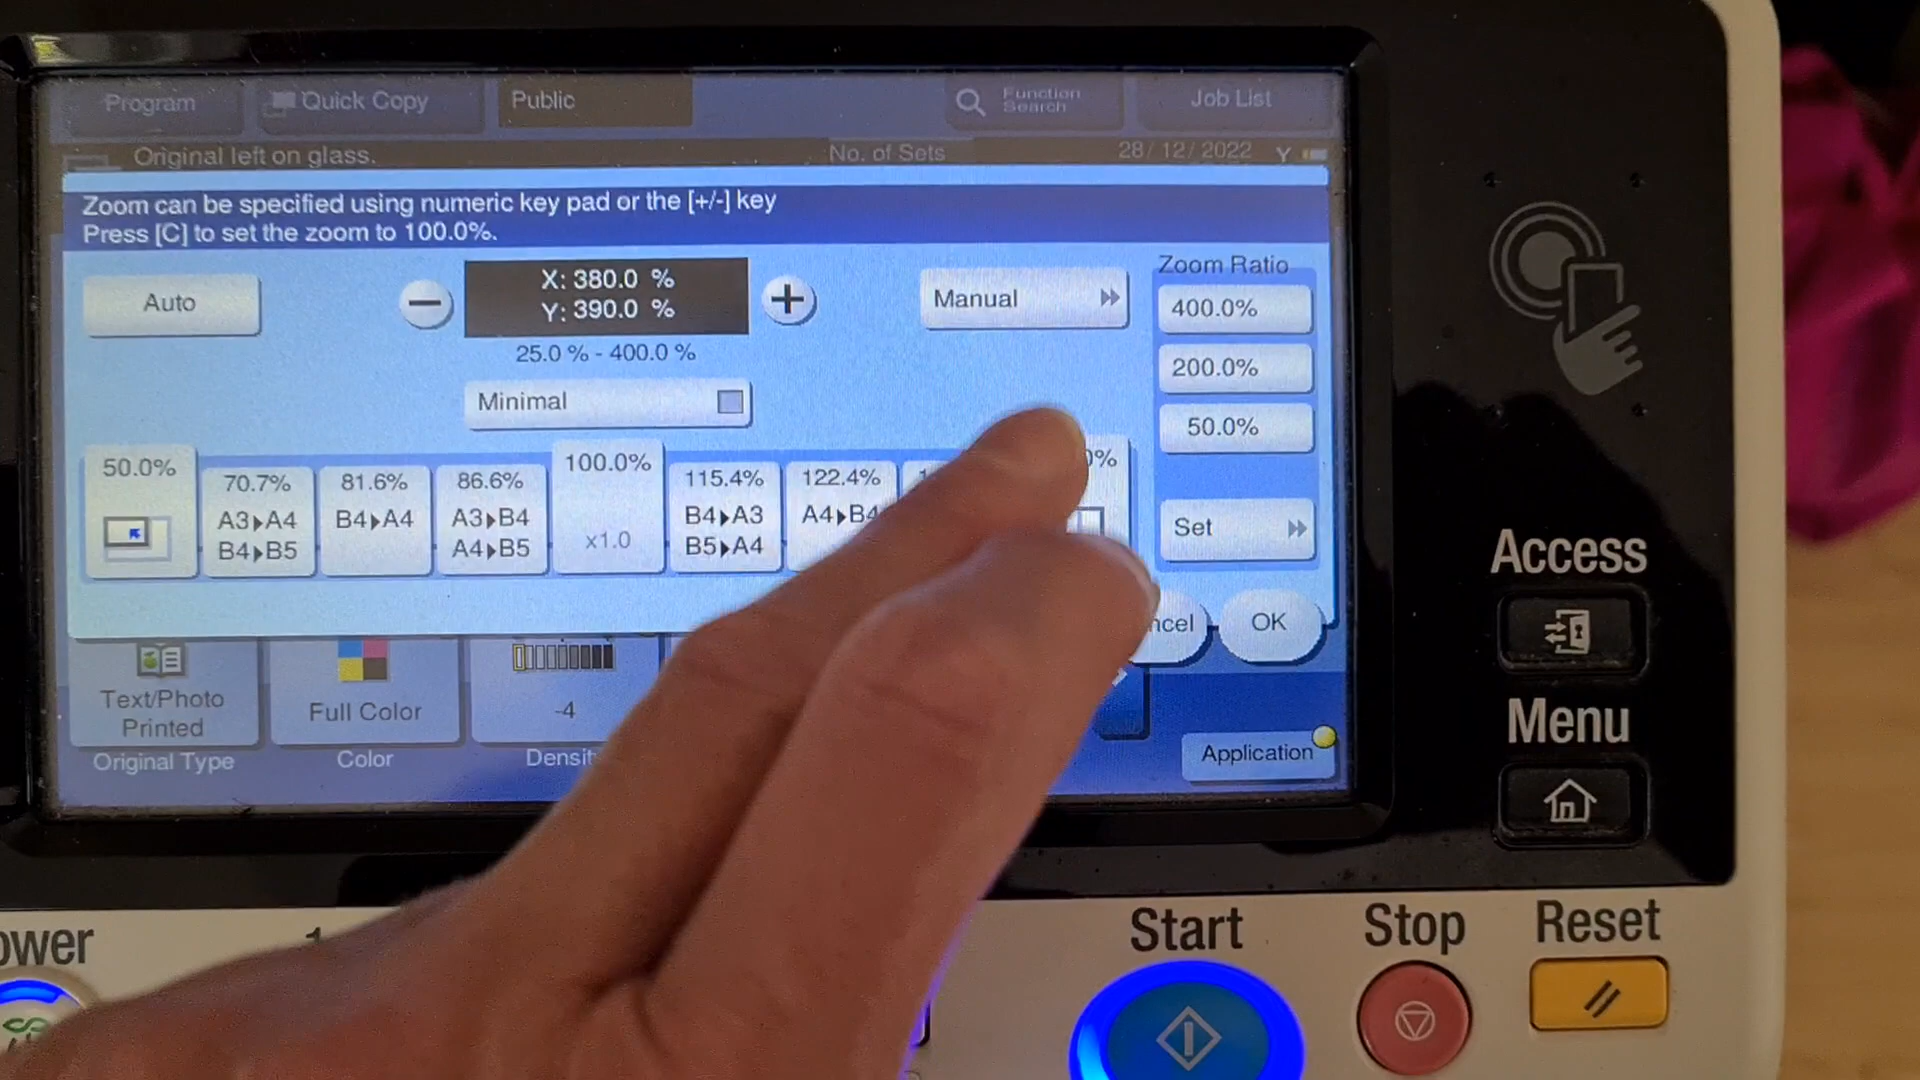 Program
Quick Copy
Public
Function Search
Job List
Original left on glass.
No. of Sets
28/12/2022
Y
Zoom can be specified using numeric key pad or the [+/-] key
Press [C] to set the zoom to 100.0%.
Auto
X: 380.0 %
Y: 390.0 %
25.0 % - 400.0 %
Minimal
Manual
Zoom Ratio
400.0%
200.0%
50.0%
Set
50.0%
70.7%
A3▸A4
B4▸B5
81.6%
B4▸A4
86.6%
A3▸B4
A4▸B5
100.0%
x1.0
115.4%
B4▸A3
B5▸A4
122.4%
A4▸B4
OK
Text/Photo
Printed
Original Type
Full Color
Color
-4
Application
Access
Menu
Start
Stop
Reset